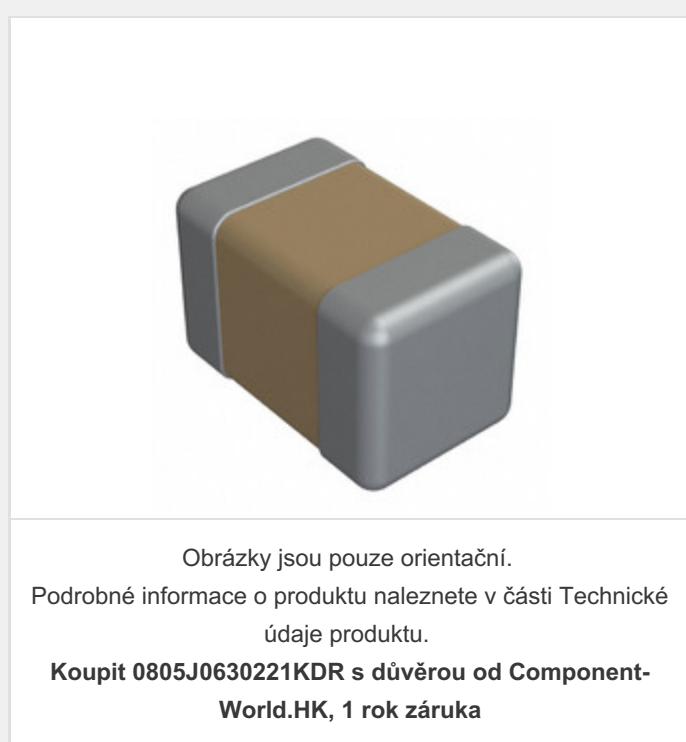 Obrázky jsou pouze orientační.
Podrobné informace o produktu naleznete v části Technické
údaje produktu.
Koupit 0805J0630221KDR s důvěrou od Component-
World.HK, 1 rok záruka